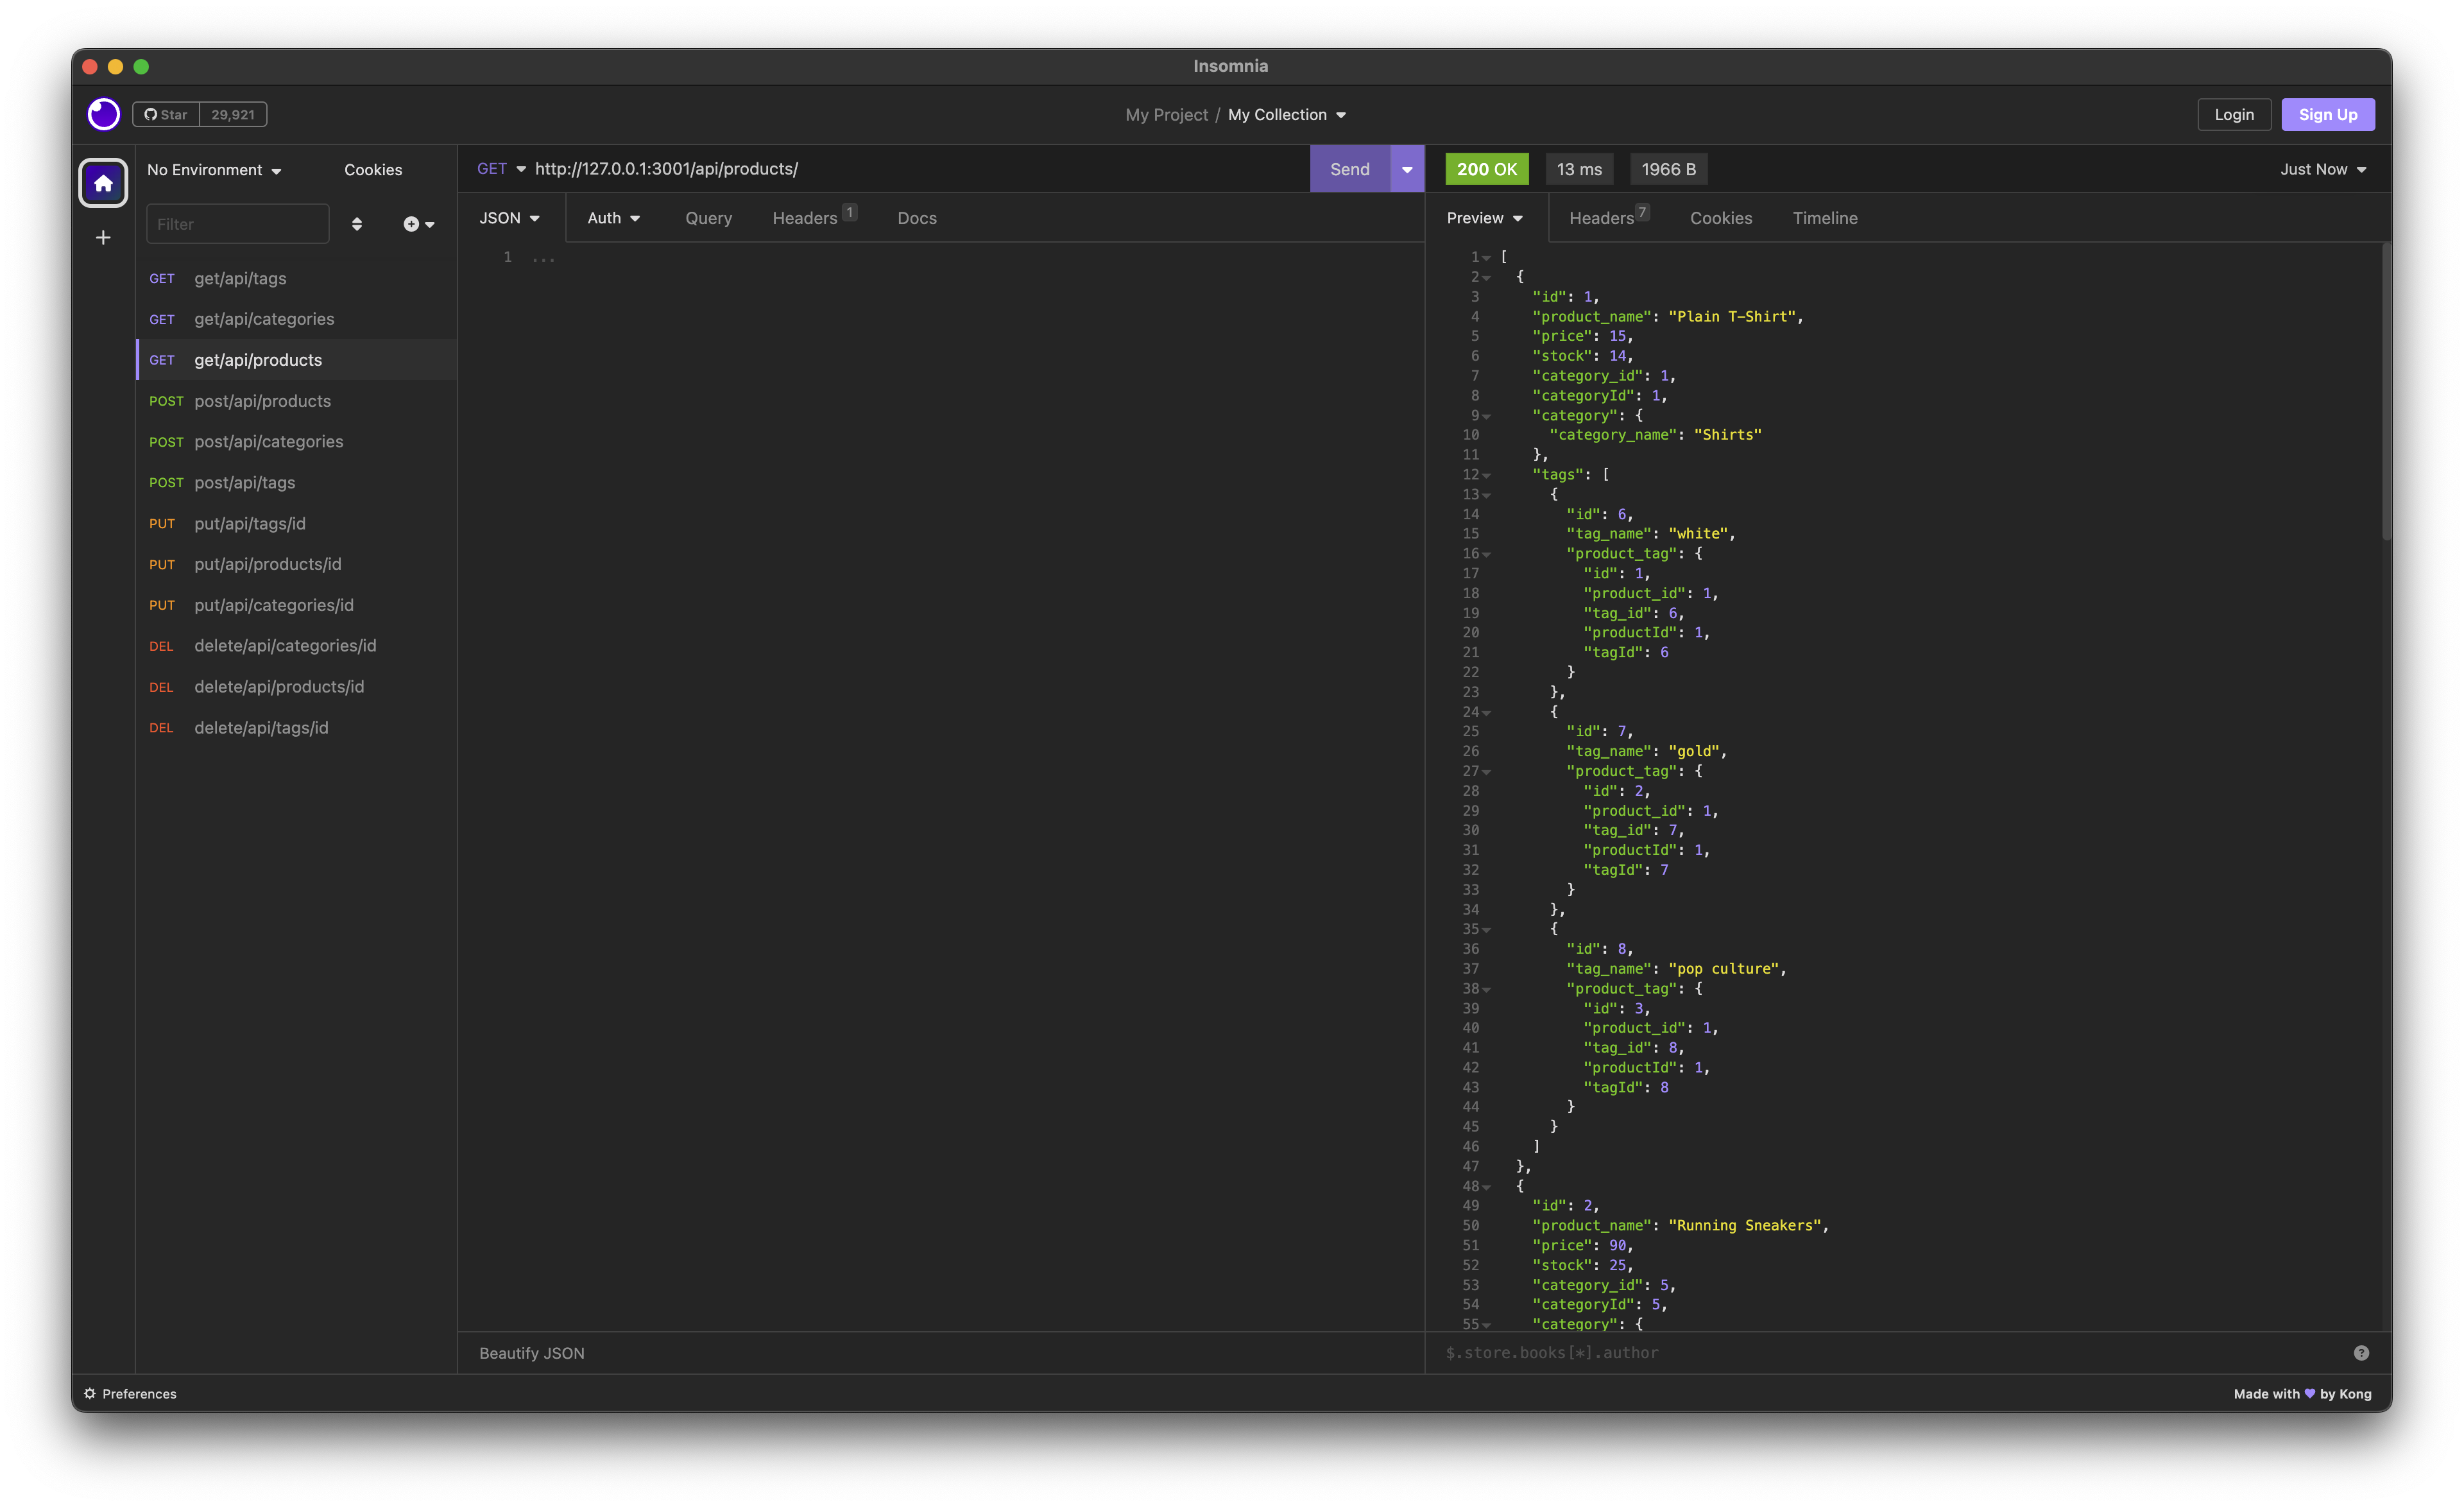 Insomnia
Star 29,921
My Project / My Collection
Login Sign Up
No Environment Cookies
Filter
GET get/api/tags
GET get/api/categories
GET get/api/products
POST post/api/products
POST post/api/categories
POST post/api/tags
PUT put/api/tags/id
PUT put/api/products/id
PUT put/api/categories/id
DEL delete/api/categories/id
DEL delete/api/products/id
DEL delete/api/tags/id
GET http://127.0.0.1:3001/api/products/ Send
JSON Auth Query Headers 1 Docs
1 ...
Beautify JSON
200 OK 13 ms 1966 B Just Now
Preview Headers 7 Cookies Timeline
1 [
2 {
3 "id": 1,
4 "product_name": "Plain T-Shirt",
5 "price": 15,
6 "stock": 14,
7 "category_id": 1,
8 "categoryId": 1,
9 "category": {
10 "category_name": "Shirts"
11 },
12 "tags": [
13 {
14 "id": 6,
15 "tag_name": "white",
16 "product_tag": {
17 "id": 1,
18 "product_id": 1,
19 "tag_id": 6,
20 "productId": 1,
21 "tagId": 6
22 }
23 },
24 {
25 "id": 7,
26 "tag_name": "gold",
27 "product_tag": {
28 "id": 2,
29 "product_id": 1,
30 "tag_id": 7,
31 "productId": 1,
32 "tagId": 7
33 }
34 },
35 {
36 "id": 8,
37 "tag_name": "pop culture",
38 "product_tag": {
39 "id": 3,
40 "product_id": 1,
41 "tag_id": 8,
42 "productId": 1,
43 "tagId": 8
44 }
45 }
46 ]
47 },
48 {
49 "id": 2,
50 "product_name": "Running Sneakers",
51 "price": 90,
52 "stock": 25,
53 "category_id": 5,
54 "categoryId": 5,
55 "category": {
$.store.books[*].author ?
Preferences
Made with 💜 by Kong